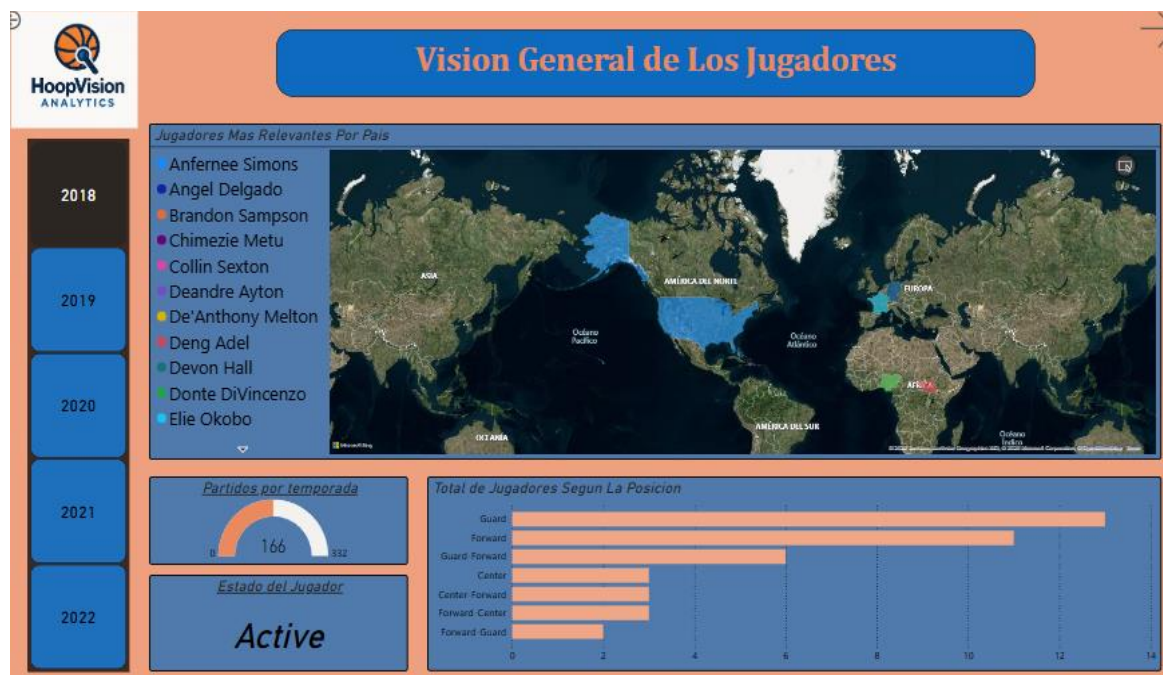 HoopVision
ANALYTICS
Vision General de Los Jugadores
2018
2019
2020
2021
2022
Jugadores Mas Relevantes Por Pais
Anfernee Simons
Angel Delgado
Brandon Sampson
Chimezie Metu
Collin Sexton
Deandre Ayton
De'Anthony Melton
Deng Adel
Devon Hall
Donte DiVincenzo
Elie Okobo
ASIA
AMÉRICA DEL NORTE
EUROPA
Océano
Pacífico
Océano
Atlántico
ÁFRICA
AMÉRICA DEL SUR
OCEANÍA
Océano
Índico
Microsoft Bing
Partidos por temporada
0
166
332
Estado del Jugador
Active
Total de Jugadores Segun La Posicion
Guard
Forward
Guard Forward
Center
Center Forward
Forward Center
Forward Guard
0 2 4 6 8 10 12 14